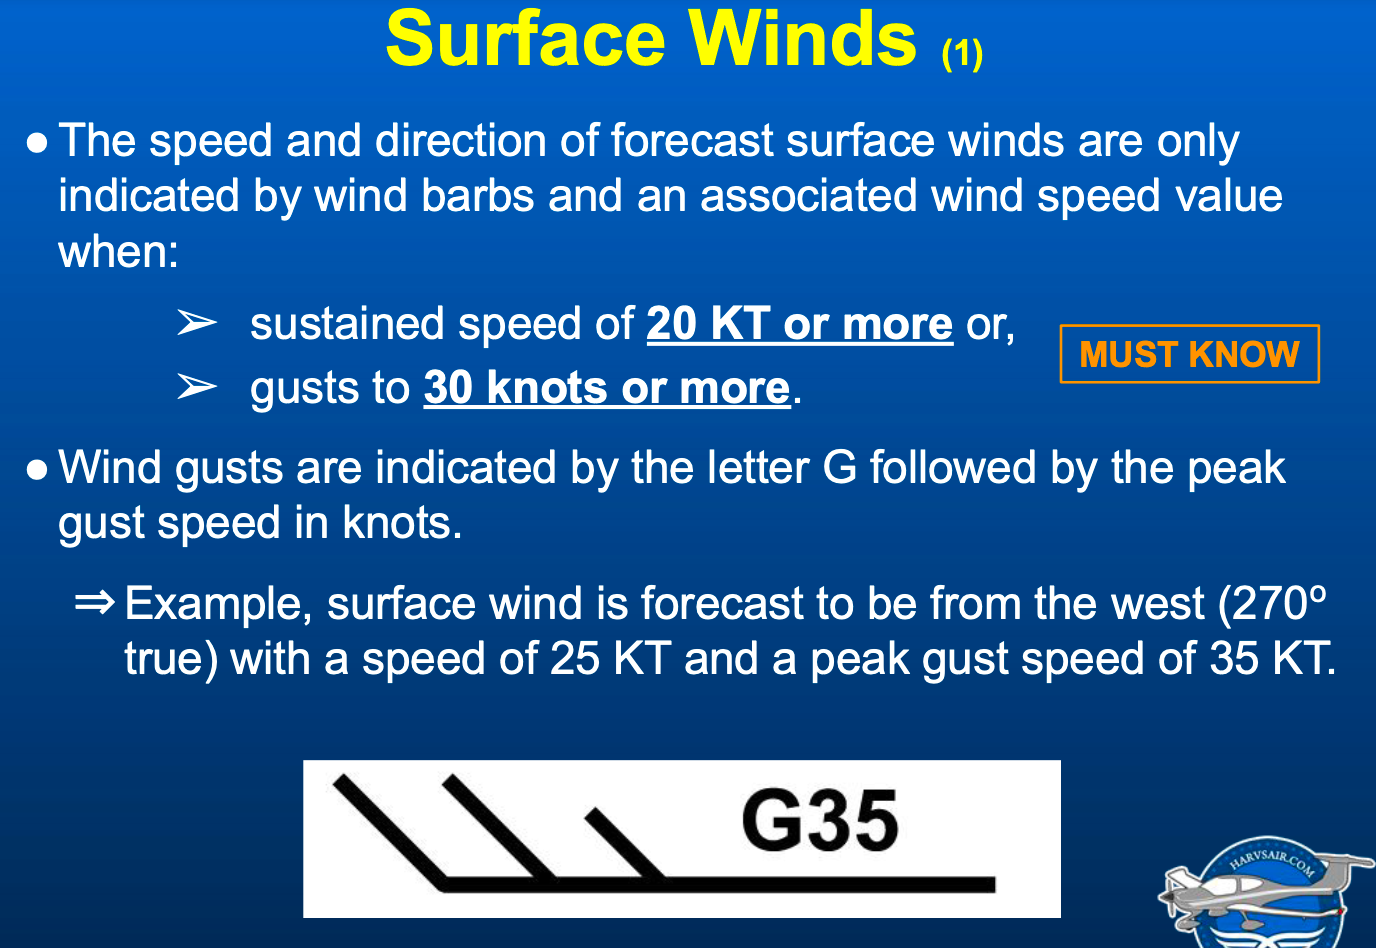 Surface Winds (1)
● The speed and direction of forecast surface winds are only
indicated by wind barbs and an associated wind speed value
when:
➢ sustained speed of 20 KT or more or,
MUST KNOW
➢ gusts to 30 knots or more.
● Wind gusts are indicated by the letter G followed by the peak
gust speed in knots.
⇒ Example, surface wind is forecast to be from the west (270º
true) with a speed of 25 KT and a peak gust speed of 35 KT.
G35
HARVSAIR.COM